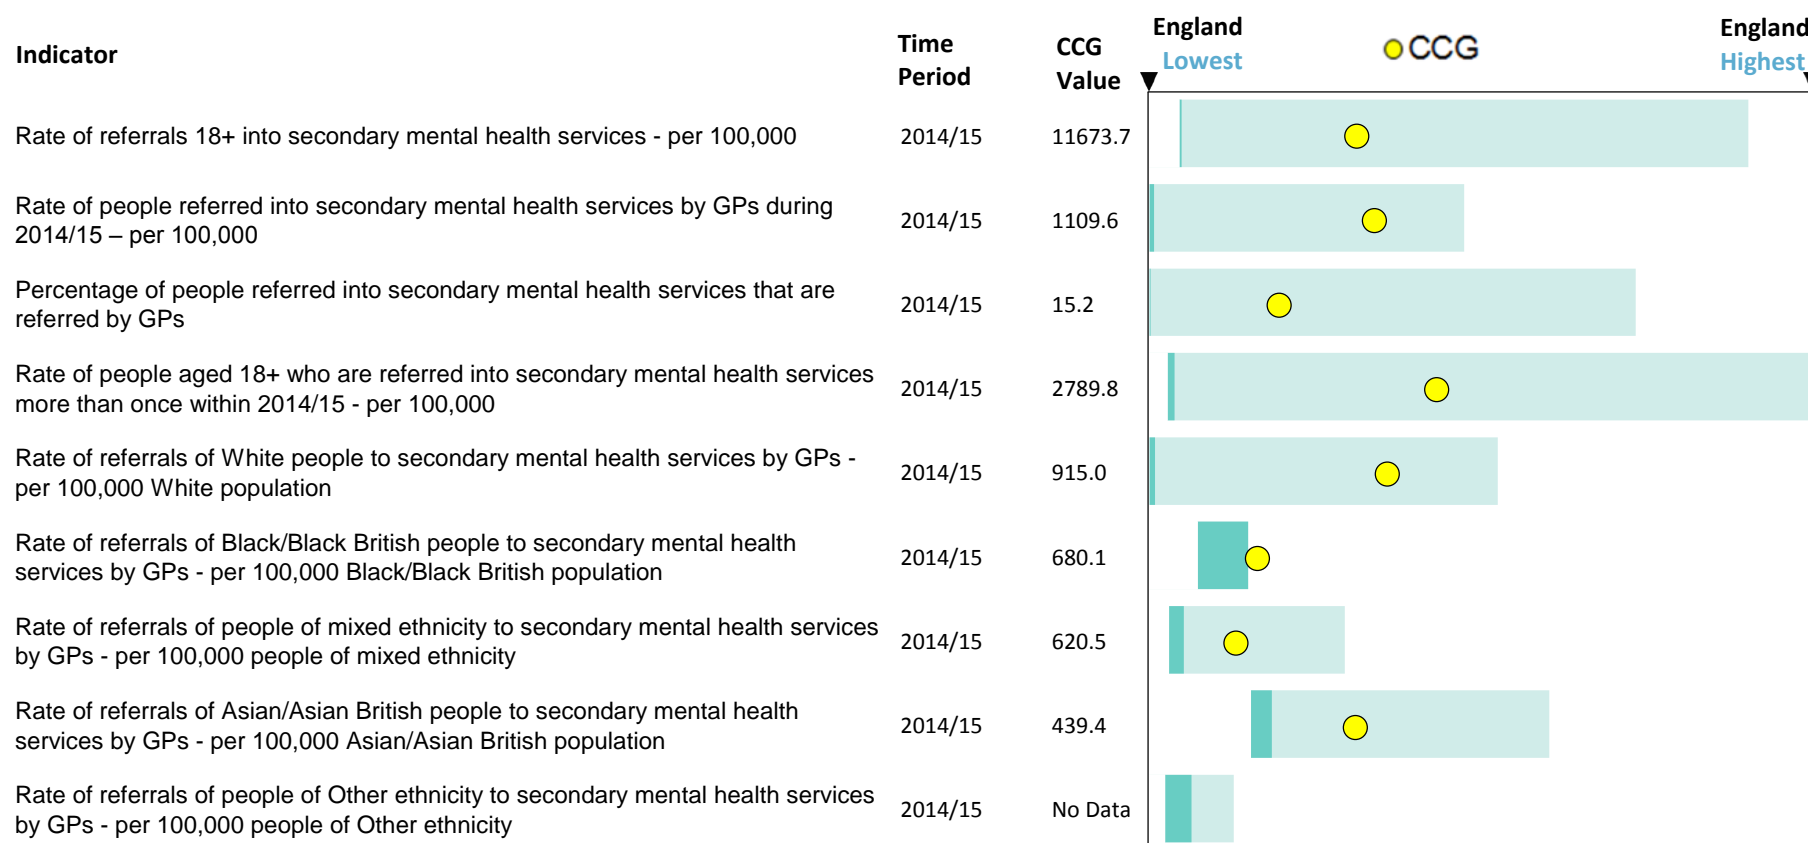 Indicator
Time Period
CCG Value
England Lowest
CCG
England Highest
Rate of referrals 18+ into secondary mental health services - per 100,000
2014/15
11673.7
Rate of people referred into secondary mental health services by GPs during
2014/15 – per 100,000
2014/15
1109.6
Percentage of people referred into secondary mental health services that are
referred by GPs
2014/15
15.2
Rate of people aged 18+ who are referred into secondary mental health services
more than once within 2014/15 - per 100,000
2014/15
2789.8
Rate of referrals of White people to secondary mental health services by GPs -
per 100,000 White population
2014/15
915.0
Rate of referrals of Black/Black British people to secondary mental health
services by GPs - per 100,000 Black/Black British population
2014/15
680.1
Rate of referrals of people of mixed ethnicity to secondary mental health services
by GPs - per 100,000 people of mixed ethnicity
2014/15
620.5
Rate of referrals of Asian/Asian British people to secondary mental health
services by GPs - per 100,000 Asian/Asian British population
2014/15
439.4
Rate of referrals of people of Other ethnicity to secondary mental health services
by GPs - per 100,000 people of Other ethnicity
2014/15
No Data